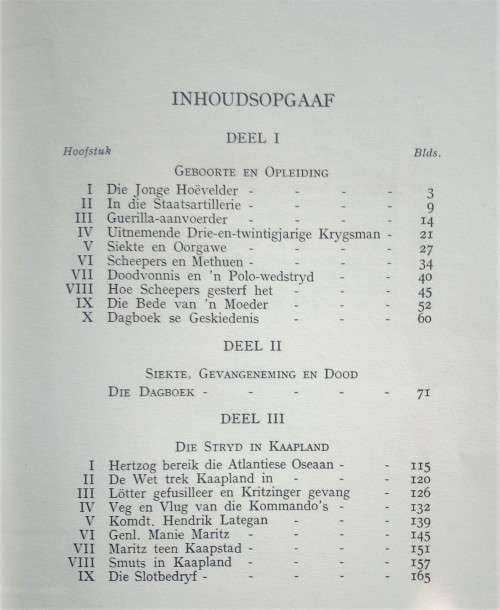 INHOUDSOPGAAF
DEEL I
Hoofstuk Blds.
GEBOORTE EN OPLEIDING
I Die Jonge Hoëvelder - - - - 3
II In die Staatsartillerie - - - - 9
III Guerilla-aanvoerder - - - - 14
IV Uitnemende Drie-en-twintigjarige Krygsman - 21
V Siekte en Oorgawe - - - - 27
VI Scheepers en Methuen - - - - 34
VII Doodvonnis en 'n Polo-wedstryd - - 40
VIII Hoe Scheepers gesterf het - - - 45
IX Die Bede van 'n Moeder - - - 52
X Dagboek se Geskiedenis - - - 60
DEEL II
SIEKTE, GEVANGENEMING EN DOOD
DIE DAGBOEK - - - - - 71
DEEL III
DIE STRYD IN KAAPLAND
I Hertzog bereik die Atlantiese Oseaan - - 115
II De Wet trek Kaapland in - - - 120
III Lötter gefusilleer en Kritzinger gevang - 126
IV Veg en Vlug van die Kommando's - - 132
V Komdt. Hendrik Lategan - - - 139
VI Genl. Manie Maritz - - - - 145
VII Maritz teen Kaapstad - - - - 151
VIII Smuts in Kaapland - - - - 157
IX Die Slotbedryf - - - - - 165